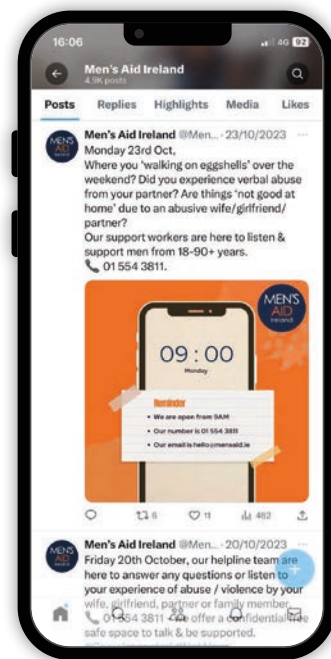 16:06
4G 92
Men's Aid Ireland
4.9K posts
Posts Replies Highlights Media Likes
MEN'S
AID
Ireland
Men's Aid Ireland @Men... · 23/10/2023 ...
Monday 23rd Oct,
Where you 'walking on eggshells' over the
weekend? Did you experience verbal abuse
from your partner? Are things 'not good at
home' due to an abusive wife/girlfriend/
partner?
Our support workers are here to listen &
support men from 18-90+ years.
📞 01 554 3811.
MEN'S
AID
Ireland
09:00
Monday
Reminder
• We are open from 9AM
• Our number is 01 554 3811
• Our email is hello@mensaid.ie
6 11 462
MEN'S
AID
Men's Aid Ireland @Men... · 20/10/2023 ...
Friday 20th October, our helpline team are
here to answer any questions or listen to
your experience of abuse / violence by your
wife, girlfriend, partner or family member.
📞 01 554 3811 - We offer a confidential free
safe space to talk & be supported.